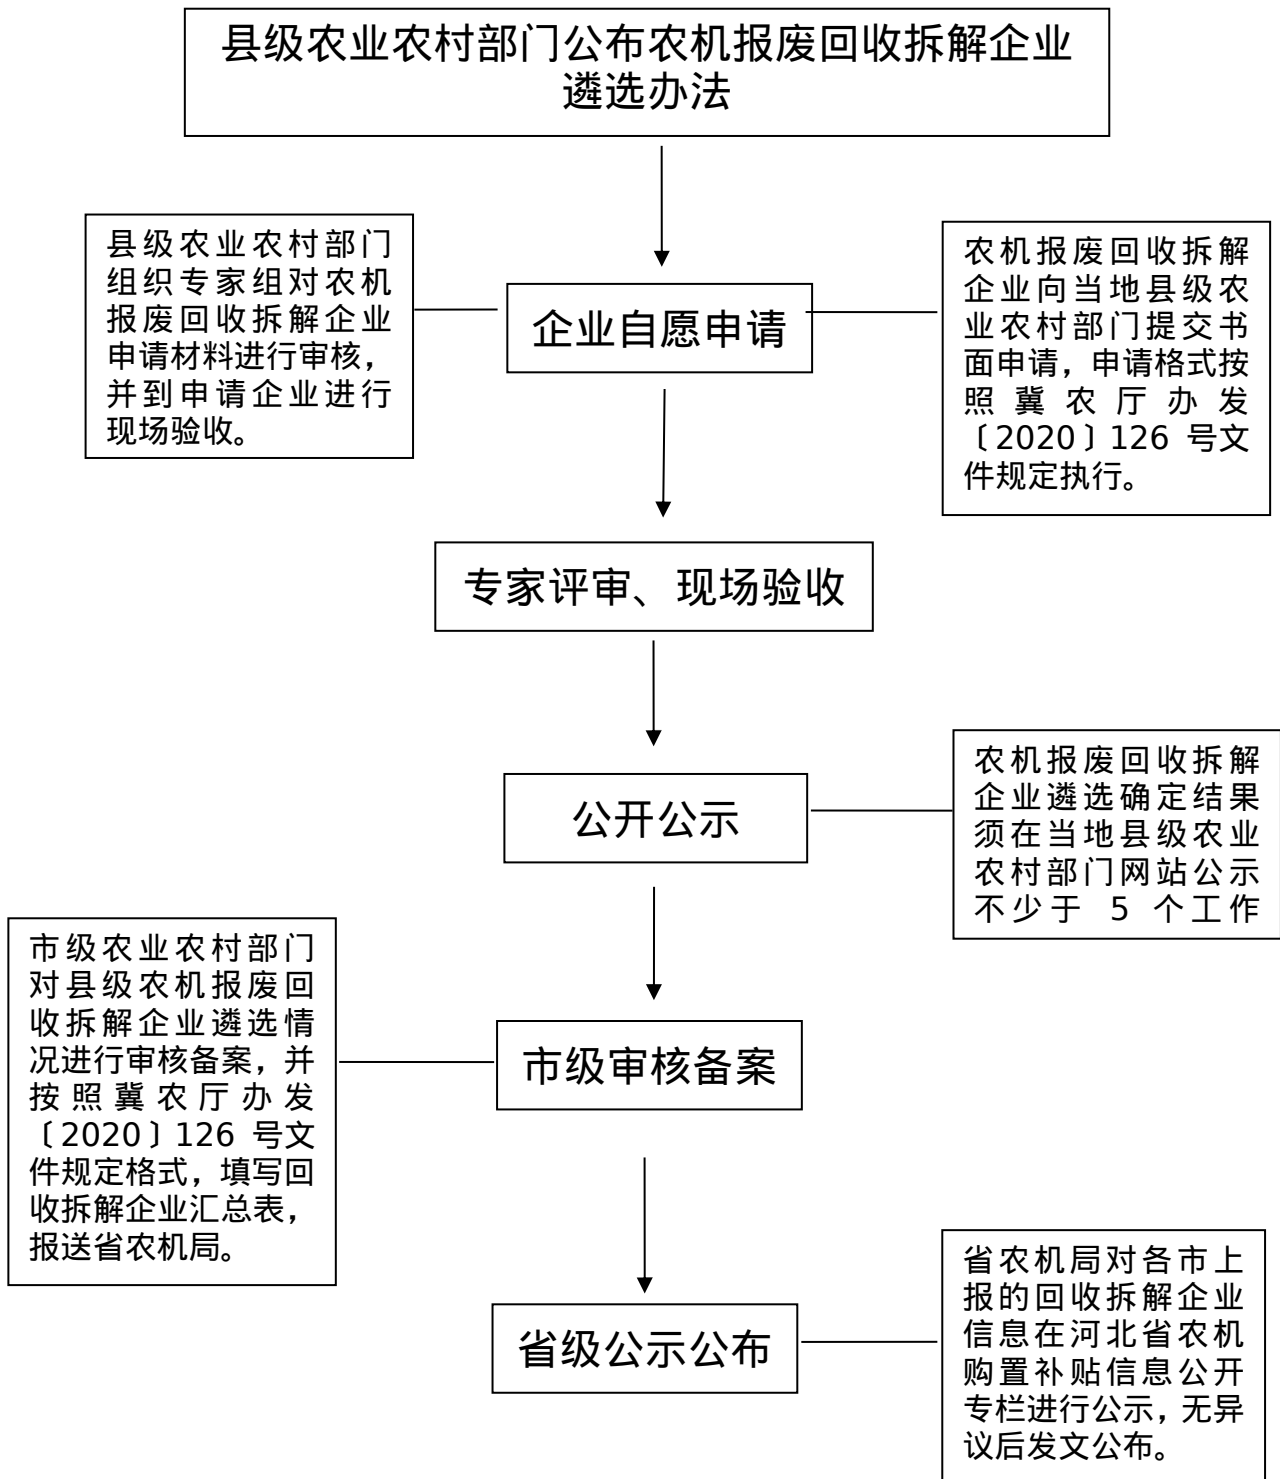 县级农业农村部门公布农机报废回收拆解企业
遴选办法
县级农业农村部门
组织专家组对农机
报废回收拆解企业
申请材料进行审核，
并到申请企业进行
现场验收。
企业自愿申请
农机报废回收拆解
企业向当地县级农
业农村部门提交书
面申请，申请格式按
照冀农厅办发
〔2020〕126 号文
件规定执行。
专家评审、现场验收
公开公示
农机报废回收拆解
企业遴选确定结果
须在当地县级农业
农村部门网站公示
不少于 5 个工作
市级农业农村部门
对县级农机报废回
收拆解企业遴选情
况进行审核备案，并
按照冀农厅办发
〔2020〕126 号文
件规定格式，填写回
收拆解企业汇总表，
报送省农机局。
市级审核备案
省级公示公布
省农机局对各市上
报的回收拆解企业
信息在河北省农机
购置补贴信息公开
专栏进行公示，无异
议后发文公布。